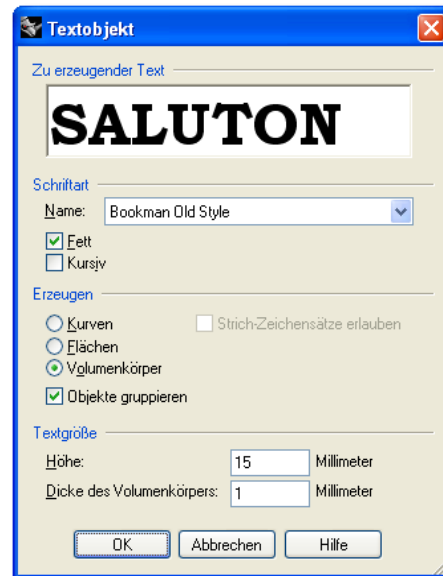 Textobjekt
Zu erzeugender Text
SALUTON
Schriftart
Name: Bookman Old Style
Fett
Kursiv
Erzeugen
Kurven Strich-Zeichensätze erlauben
Flächen
Volumenkörper
Objekte gruppieren
Textgröße
Höhe: 15 Millimeter
Dicke des Volumenkörpers: 1 Millimeter
OK Abbrechen Hilfe